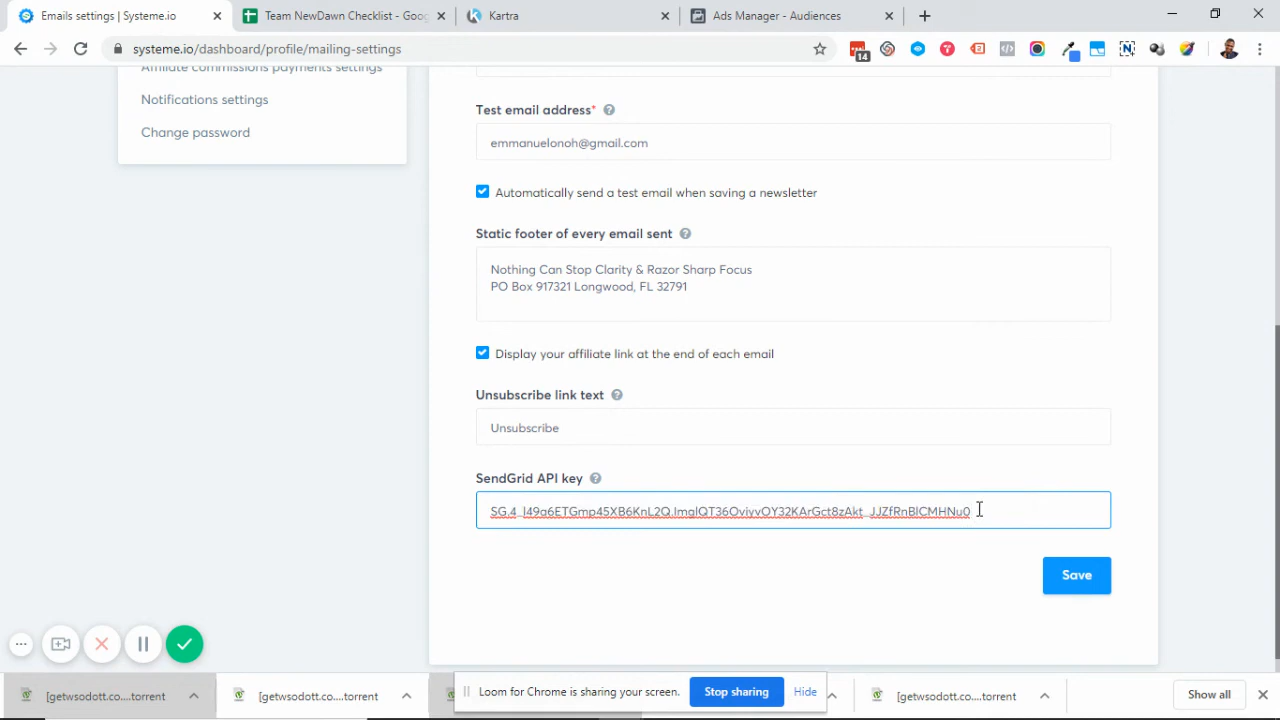 Emails settings | Systeme.io
Team NewDawn Checklist - Goo
Kartra
Ads Manager - Audiences
systeme.io/dashboard/profile/mailing-settings
14
Affiliate commissions payments settings
Notifications settings
Change password
Test email address*
emmanuelonoh@gmail.com
Automatically send a test email when saving a newsletter
Static footer of every email sent
Nothing Can Stop Clarity & Razor Sharp Focus
PO Box 917321 Longwood, FL 32791
Display your affiliate link at the end of each email
Unsubscribe link text
Unsubscribe
SendGrid API key
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
Save
[getwsodott.co....torrent
[getwsodott.co....torrent
Loom for Chrome is sharing your screen.
Stop sharing
Hide
[getwsodott.co....torrent
Show all